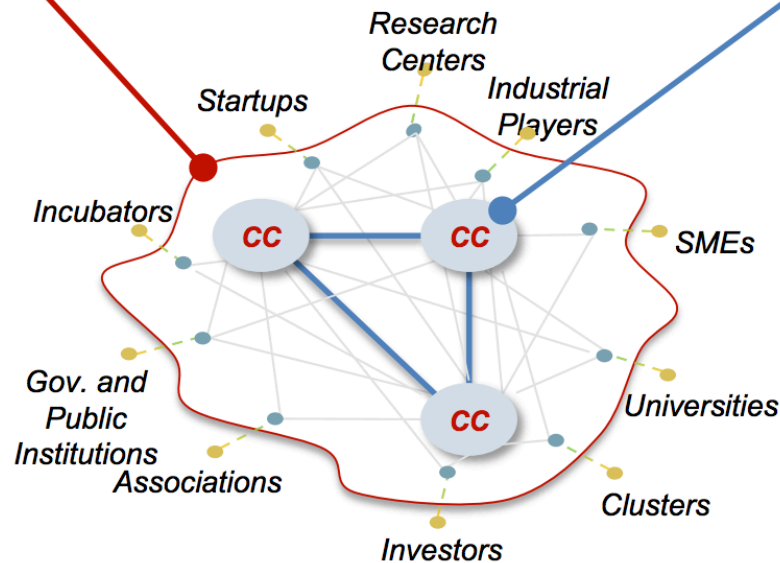 Research
Centers
Industrial
Players
Startups
Incubators
CC
CC
SMEs
Gov. and
Public
Institutions
Universities
CC
Associations
Clusters
Investors